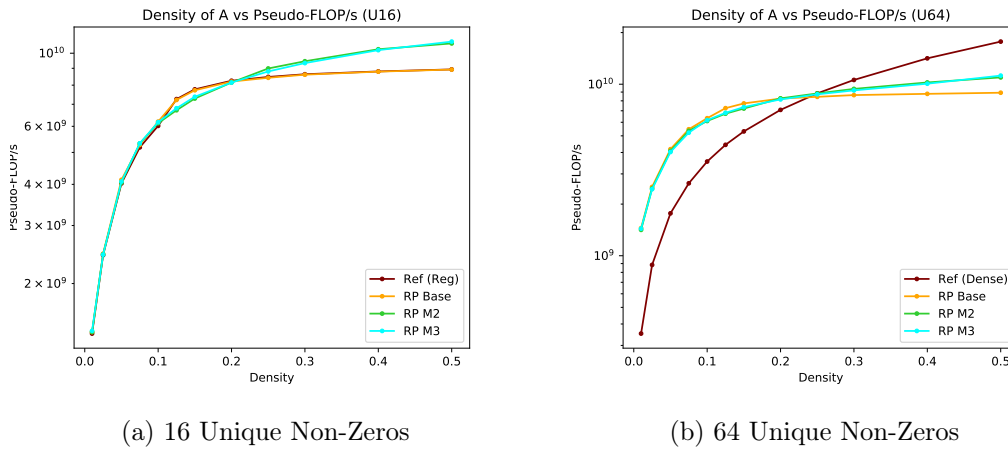 Density of A vs Pseudo-FLOP/s (U16)
10^10
6 × 10^9
4 × 10^9
3 × 10^9
2 × 10^9
Pseudo-FLOP/s
0.0 0.1 0.2 0.3 0.4 0.5
Density
Ref (Reg)
RP Base
RP M2
RP M3
(a) 16 Unique Non-Zeros
Density of A vs Pseudo-FLOP/s (U64)
10^10
10^9
Pseudo-FLOP/s
0.0 0.1 0.2 0.3 0.4 0.5
Density
Ref (Dense)
RP Base
RP M2
RP M3
(b) 64 Unique Non-Zeros